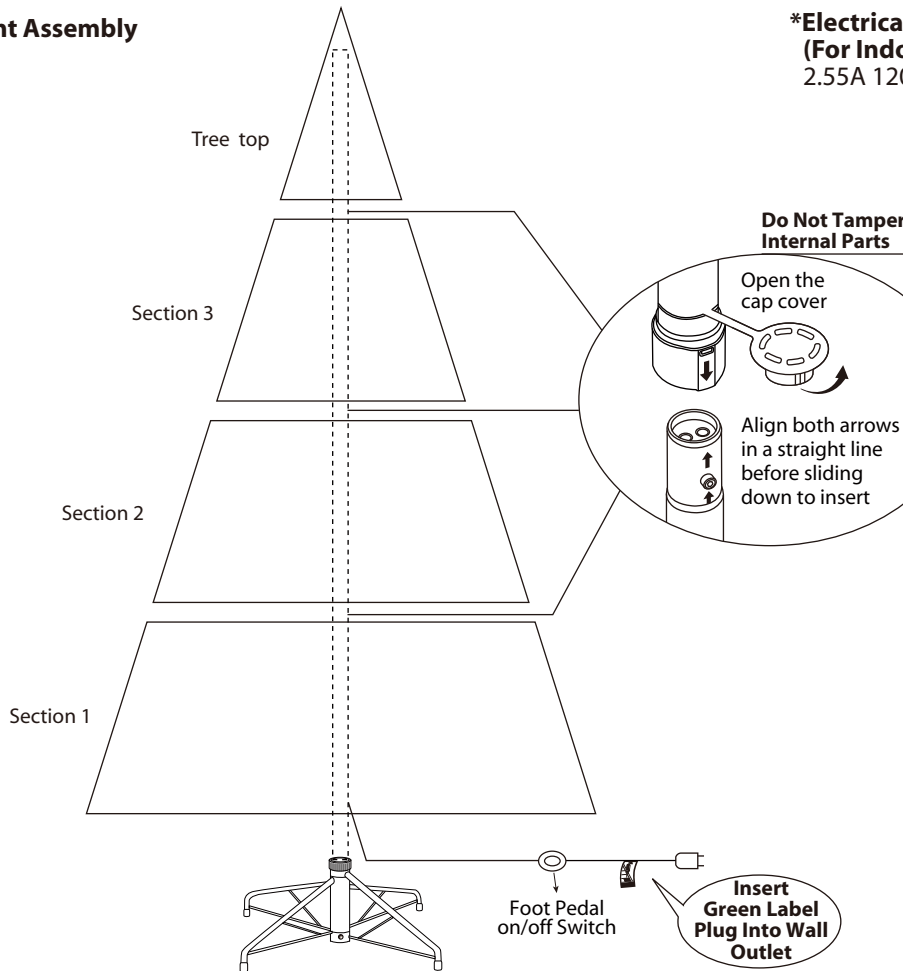 nt Assembly
*Electrica
(For Indo
2.55A 120
Tree top
Section 3
Section 2
Section 1
Do Not Tamper
Internal Parts
Open the
cap cover
Align both arrows
in a straight line
before sliding
down to insert
Foot Pedal
on/off Switch
Insert
Green Label
Plug Into Wall
Outlet